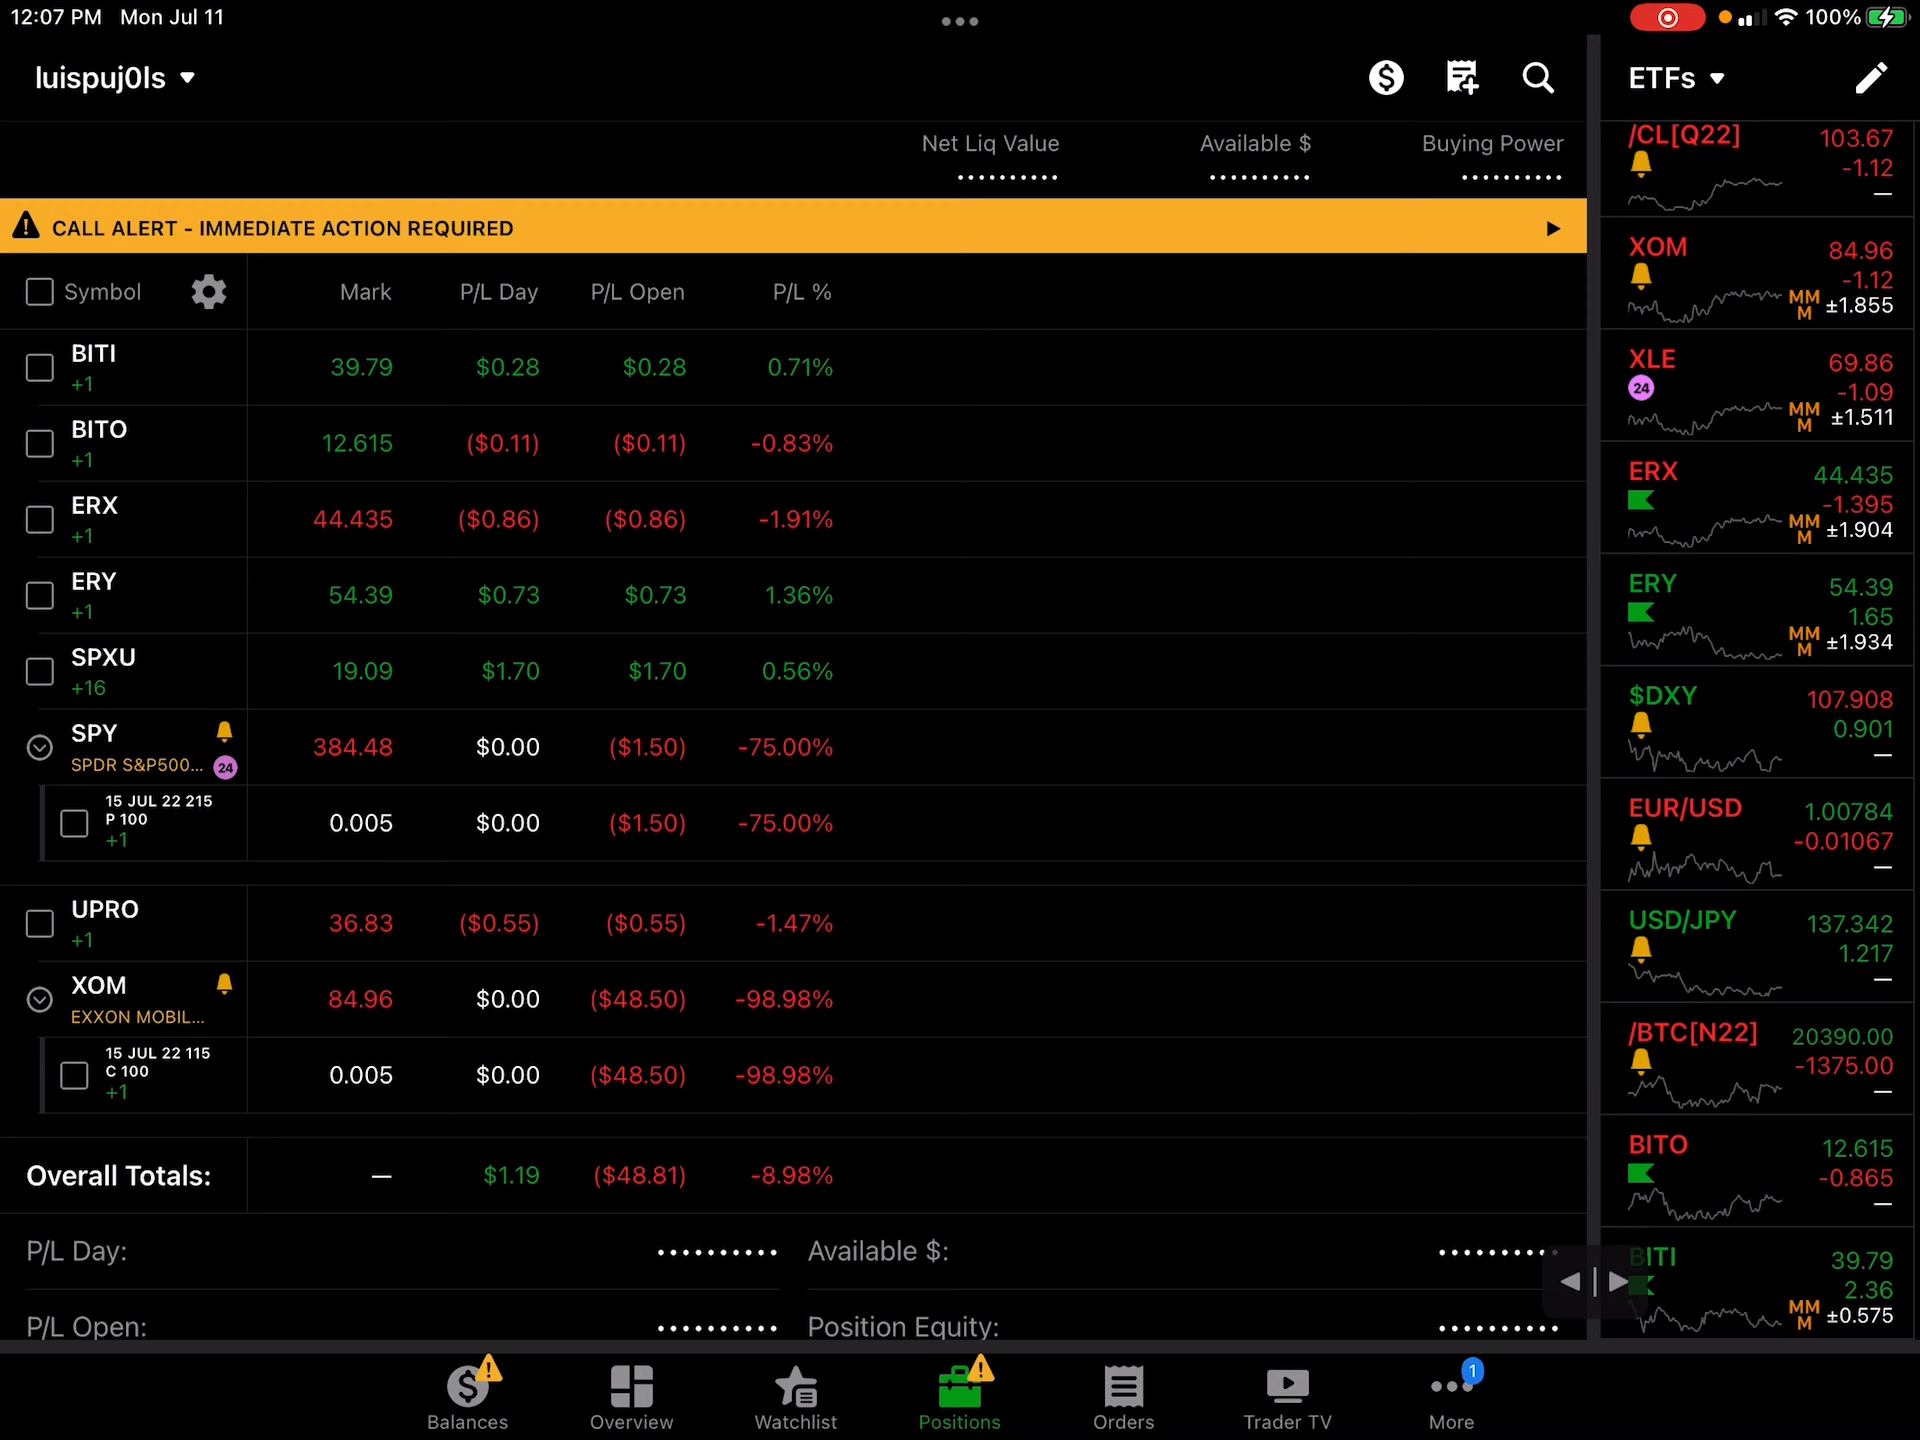 12:07 PM Mon Jul 11
100%
luispuj0ls
ETFs
Net Liq Value Available $ Buying Power
CALL ALERT - IMMEDIATE ACTION REQUIRED
Symbol Mark P/L Day P/L Open P/L %
BITI 39.79 $0.28 $0.28 0.71%
+1
BITO 12.615 ($0.11) ($0.11) -0.83%
+1
ERX 44.435 ($0.86) ($0.86) -1.91%
+1
ERY 54.39 $0.73 $0.73 1.36%
+1
SPXU 19.09 $1.70 $1.70 0.56%
+16
SPY 384.48 $0.00 ($1.50) -75.00%
SPDR S&P500... 24
15 JUL 22 215
P 100 0.005 $0.00 ($1.50) -75.00%
+1
UPRO 36.83 ($0.55) ($0.55) -1.47%
+1
XOM 84.96 $0.00 ($48.50) -98.98%
EXXON MOBIL...
15 JUL 22 115
C 100 0.005 $0.00 ($48.50) -98.98%
+1
Overall Totals: — $1.19 ($48.81) -8.98%
P/L Day: Available $:
P/L Open: Position Equity:
/CL[Q22] 103.67
-1.12
—
XOM 84.96
-1.12
MMM ±1.855
XLE 69.86
24 -1.09
MMM ±1.511
ERX 44.435
-1.395
MMM ±1.904
ERY 54.39
1.65
MMM ±1.934
$DXY 107.908
0.901
—
EUR/USD 1.00784
-0.01067
—
USD/JPY 137.342
1.217
—
/BTC[N22] 20390.00
-1375.00
—
BITO 12.615
-0.865
—
BITI 39.79
2.36
MMM ±0.575
1
Balances Overview Watchlist Positions Orders Trader TV More